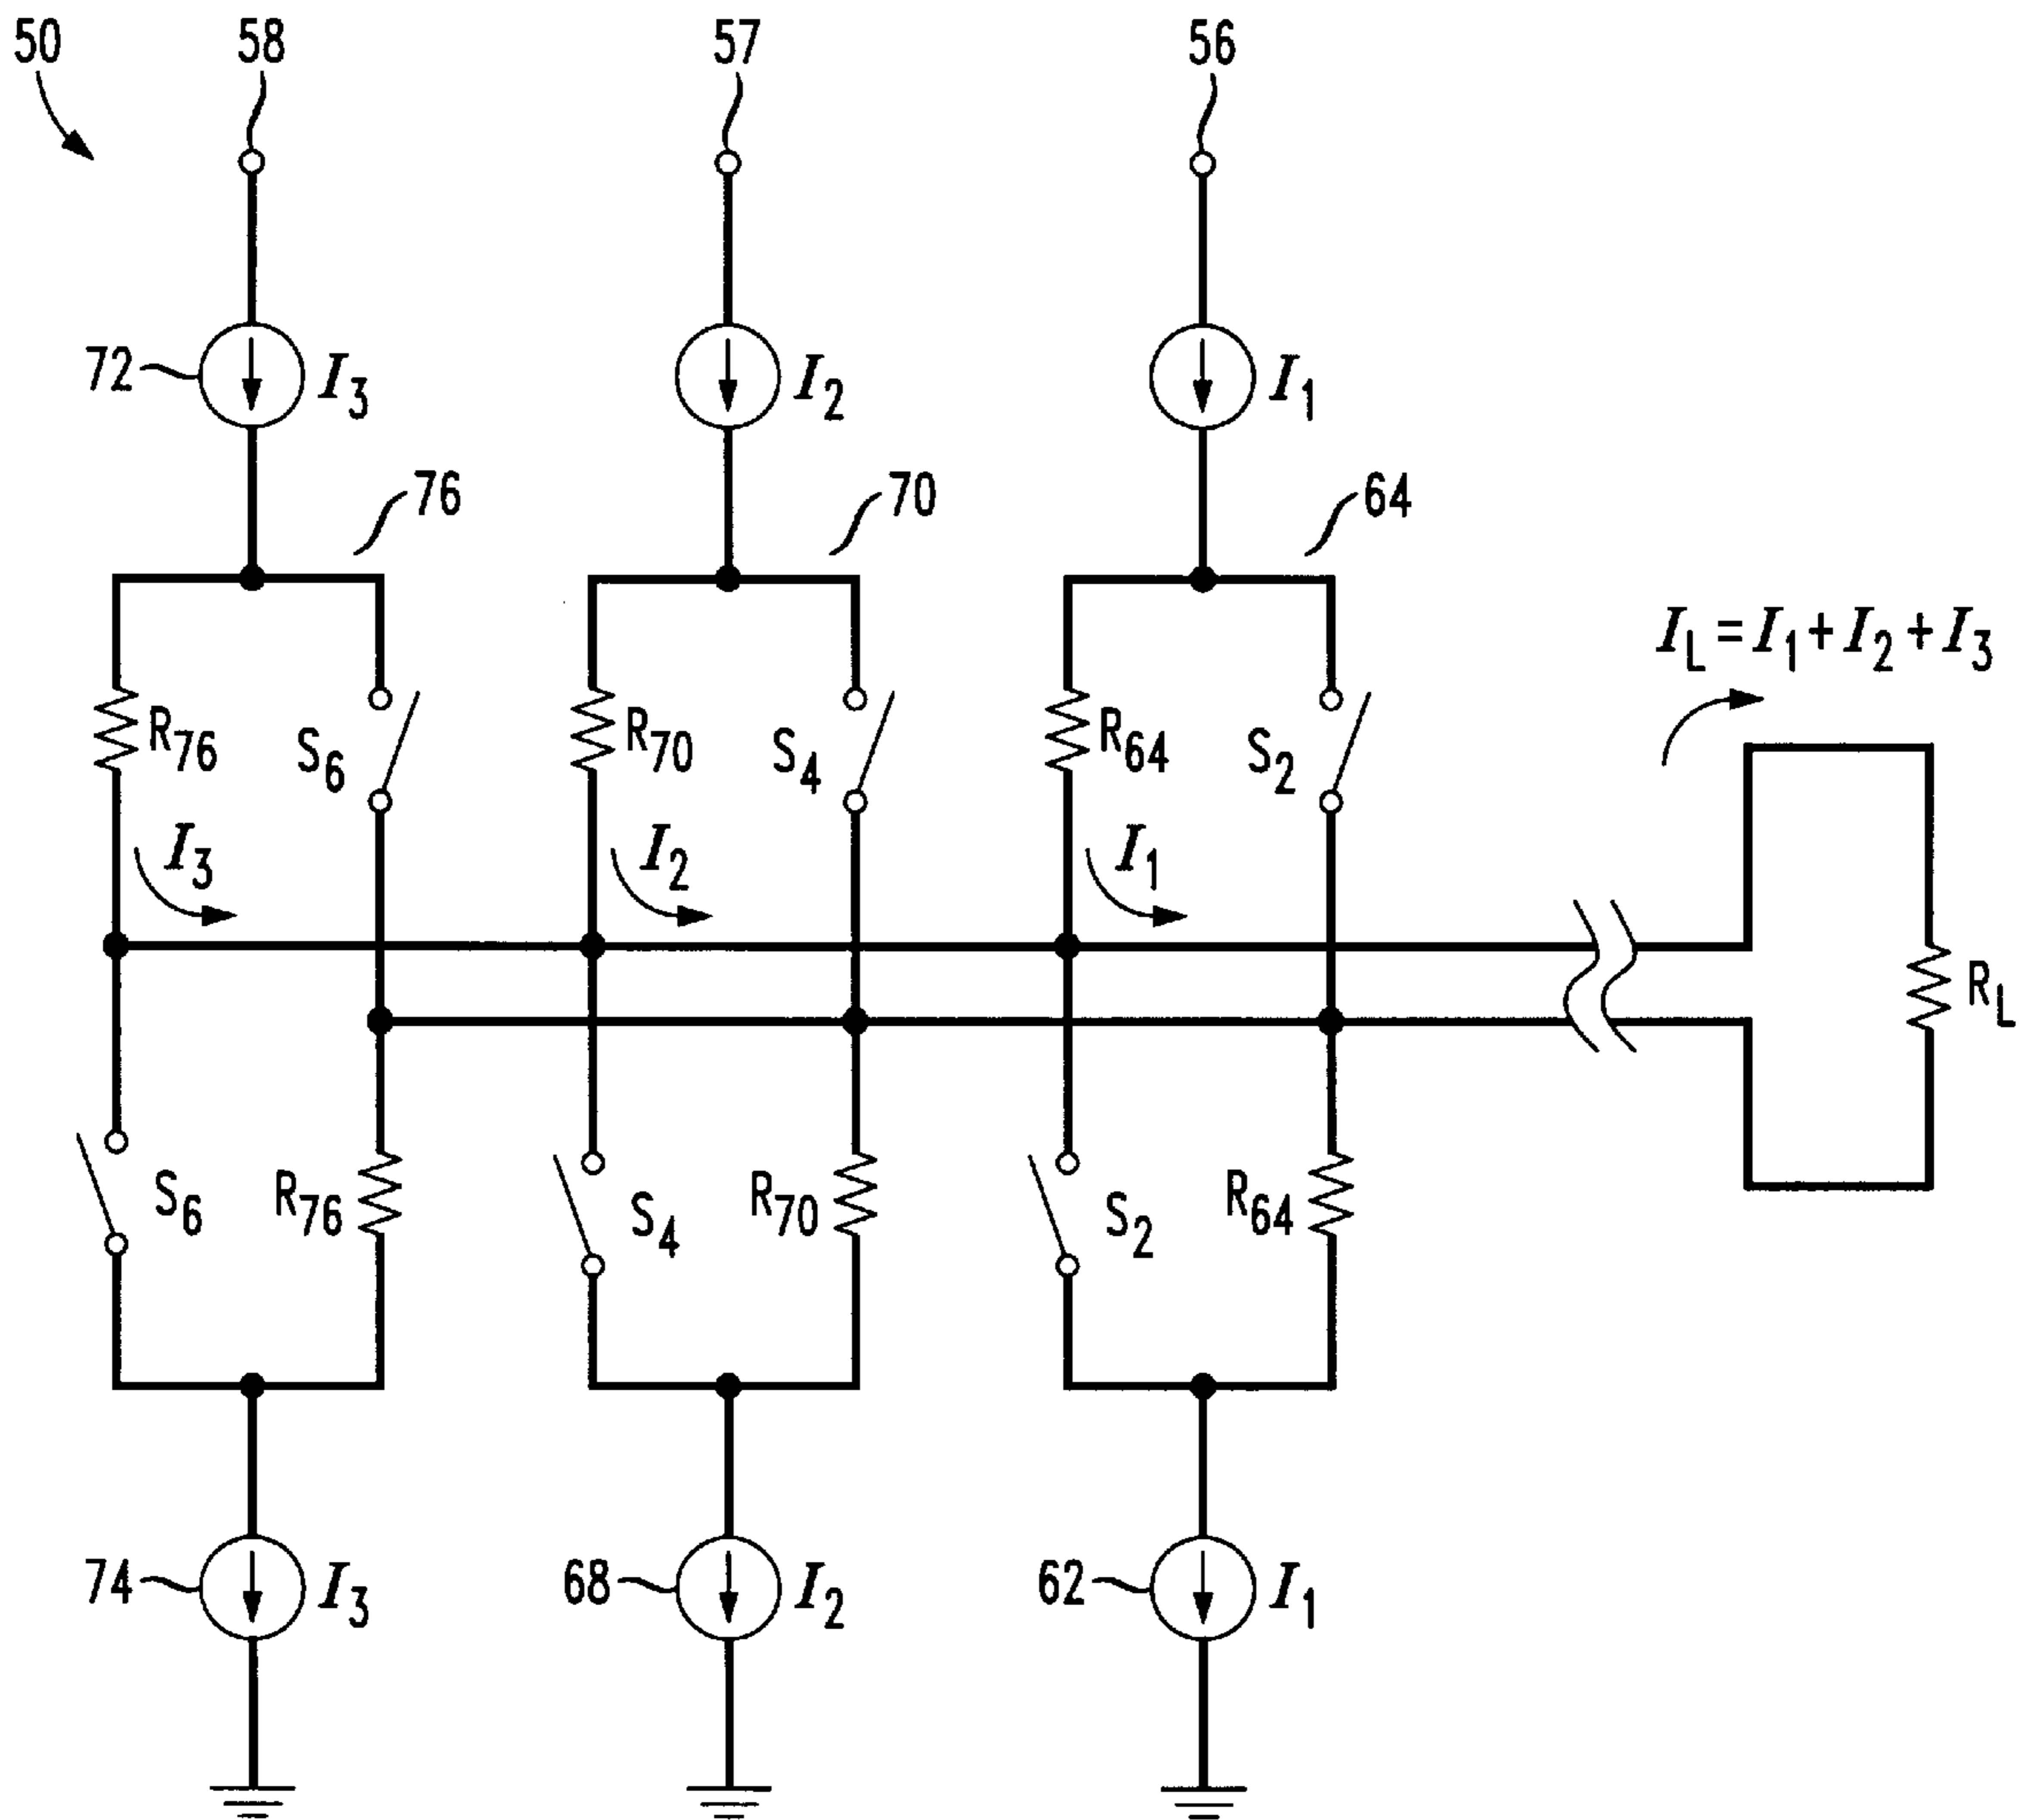 50
58
57
56
72
I3
I2
I1
76
70
64
IL = I1 + I2 + I3
R76
S6
R70
S4
R64
S2
I3
I2
I1
RL
S6
R76
S4
R70
S2
R64
74
I3
68
I2
62
I1